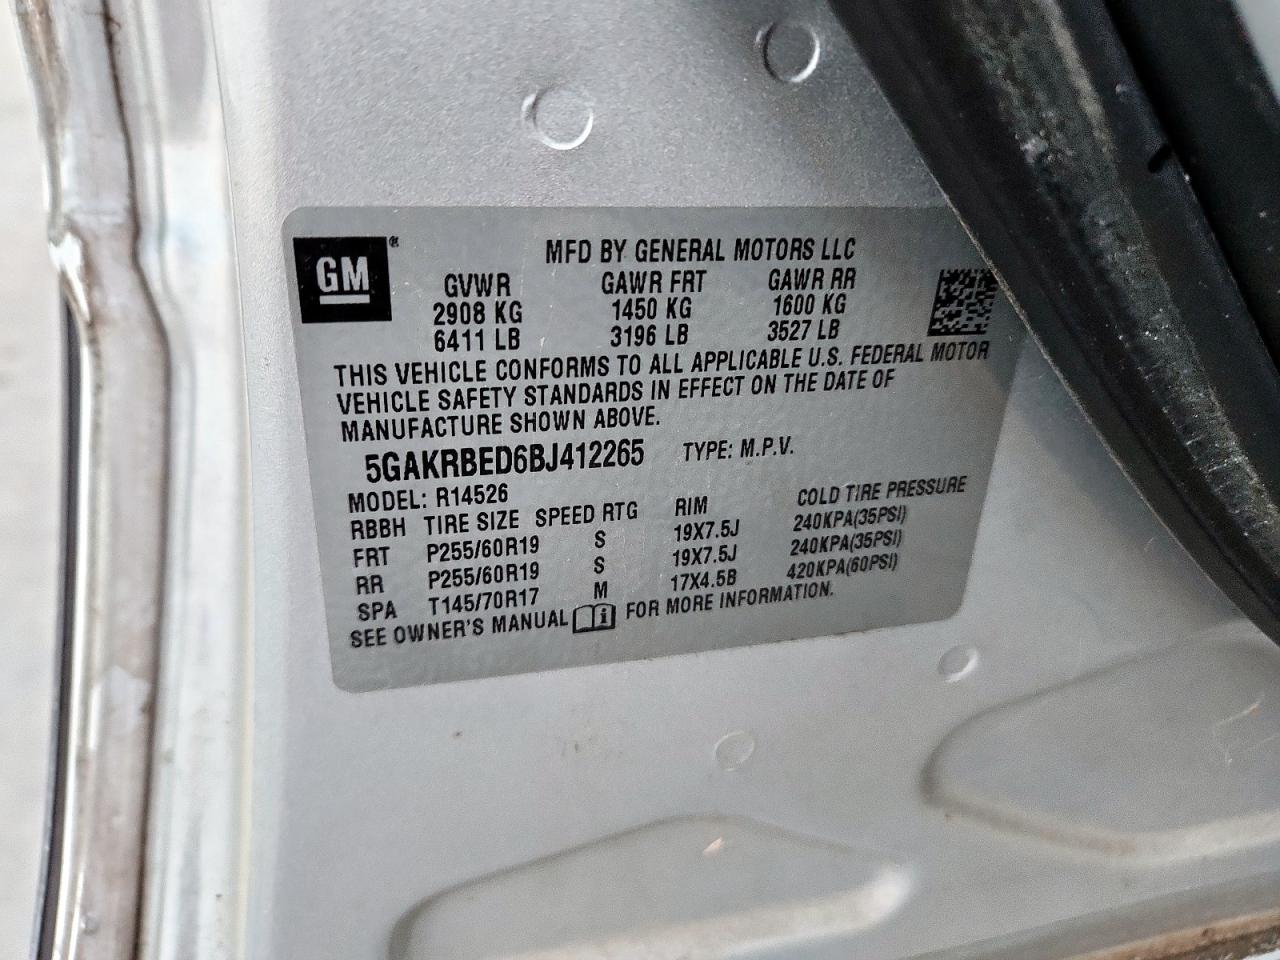 GM ®
MFD BY GENERAL MOTORS LLC
GVWR GAWR FRT GAWR RR
2908 KG 1450 KG 1600 KG
6411 LB 3196 LB 3527 LB
THIS VEHICLE CONFORMS TO ALL APPLICABLE U.S. FEDERAL MOTOR
VEHICLE SAFETY STANDARDS IN EFFECT ON THE DATE OF
MANUFACTURE SHOWN ABOVE.
5GAKRBED6BJ412265 TYPE: M.P.V.
MODEL: R14526
RBBH TIRE SIZE SPEED RTG RIM COLD TIRE PRESSURE
FRT P255/60R19 S 19X7.5J 240KPA(35PSI)
RR P255/60R19 S 19X7.5J 240KPA(35PSI)
SPA T145/70R17 M 17X4.5B 420KPA(60PSI)
SEE OWNER'S MANUAL FOR MORE INFORMATION.